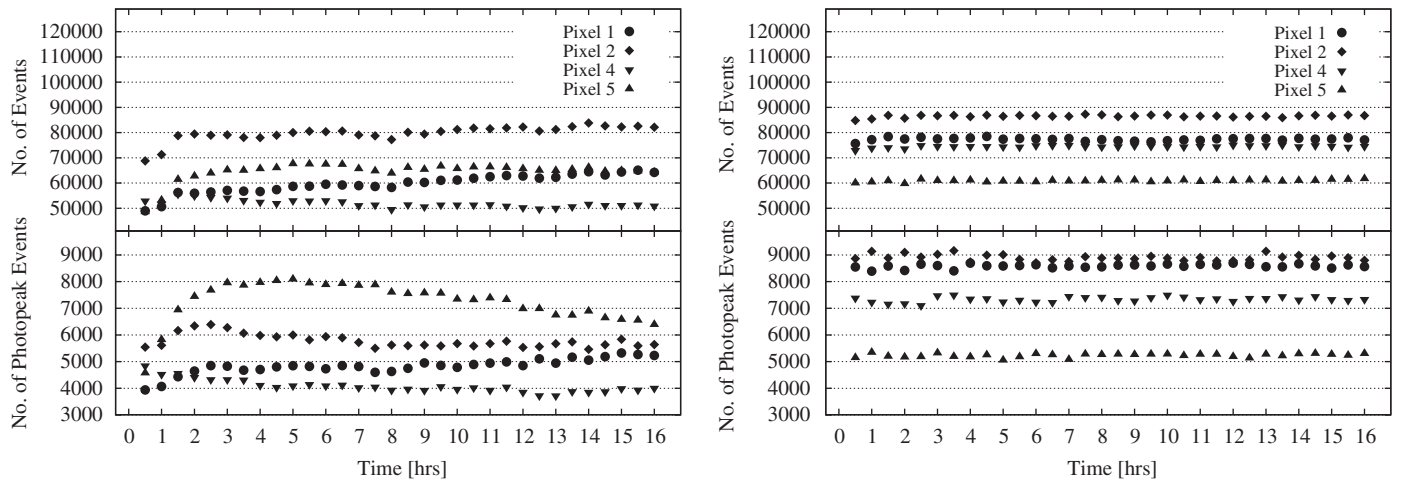 No. of Events
120000
110000
100000
90000
80000
70000
60000
50000
Pixel 1
Pixel 2
Pixel 4
Pixel 5
No. of Photopeak Events
9000
8000
7000
6000
5000
4000
3000
0 1 2 3 4 5 6 7 8 9 10 11 12 13 14 15 16
Time [hrs]
No. of Events
120000
110000
100000
90000
80000
70000
60000
50000
Pixel 1
Pixel 2
Pixel 4
Pixel 5
No. of Photopeak Events
9000
8000
7000
6000
5000
4000
3000
0 1 2 3 4 5 6 7 8 9 10 11 12 13 14 15 16
Time [hrs]